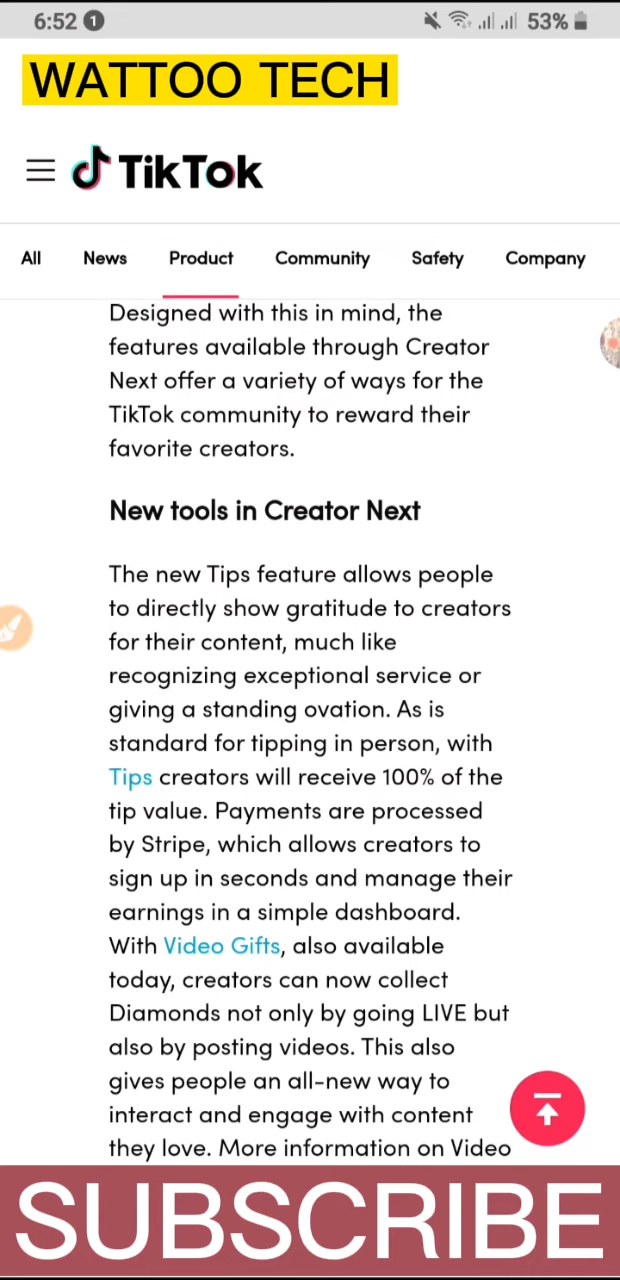 6:52 1 53%
WATTOO TECH
TikTok
All News Product Community Safety Company
Designed with this in mind, the
features available through Creator
Next offer a variety of ways for the
TikTok community to reward their
favorite creators.
New tools in Creator Next
The new Tips feature allows people
to directly show gratitude to creators
for their content, much like
recognizing exceptional service or
giving a standing ovation. As is
standard for tipping in person, with
Tips creators will receive 100% of the
tip value. Payments are processed
by Stripe, which allows creators to
sign up in seconds and manage their
earnings in a simple dashboard.
With Video Gifts, also available
today, creators can now collect
Diamonds not only by going LIVE but
also by posting videos. This also
gives people an all-new way to
interact and engage with content
they love. More information on Video
SUBSCRIBE